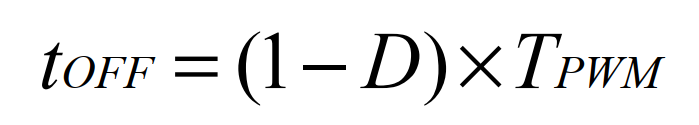 tOFF = (1 − D) × TPWM